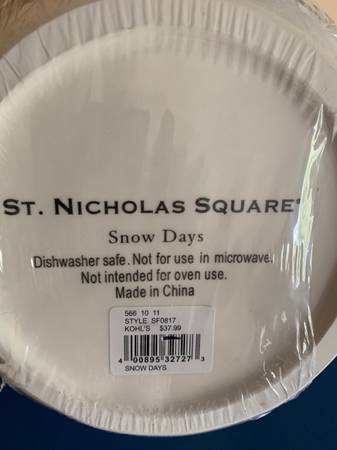 ST. NICHOLAS SQUARE®
Snow Days
Dishwasher safe. Not for use in microwave.
Not intended for oven use.
Made in China
566 10 11
STYLE: SF0817
KOHL'S $37.99
4 00895 32727 3
SNOW DAYS